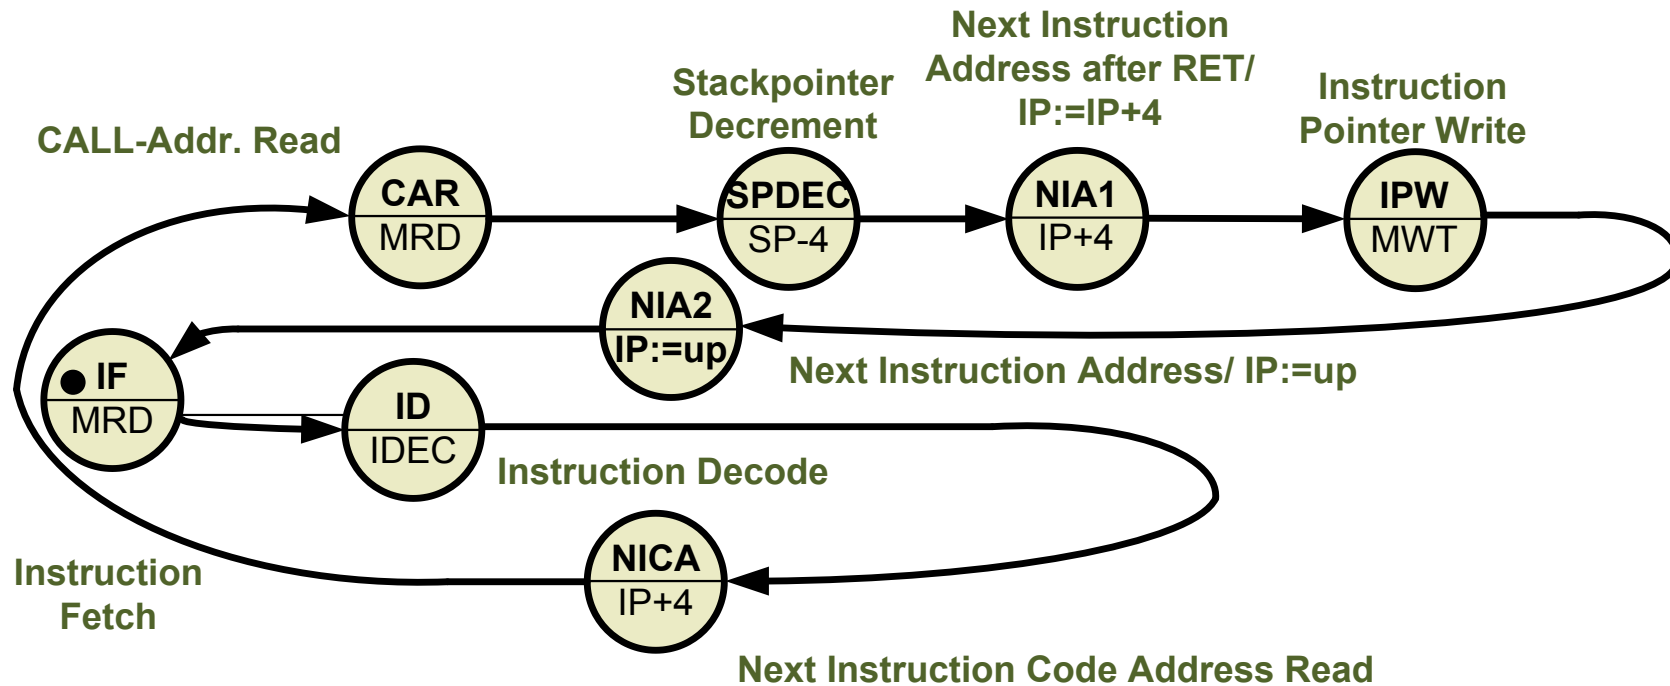 Next Instruction
Address after RET/
IP:=IP+4
Stackpointer
Decrement
Instruction
Pointer Write
CALL-Addr. Read
CAR
MRD
SPDEC
SP-4
NIA1
IP+4
IPW
MWT
NIA2
IP:=up
Next Instruction Address/ IP:=up
IF
MRD
ID
IDEC
Instruction Decode
NICA
IP+4
Instruction
Fetch
Next Instruction Code Address Read